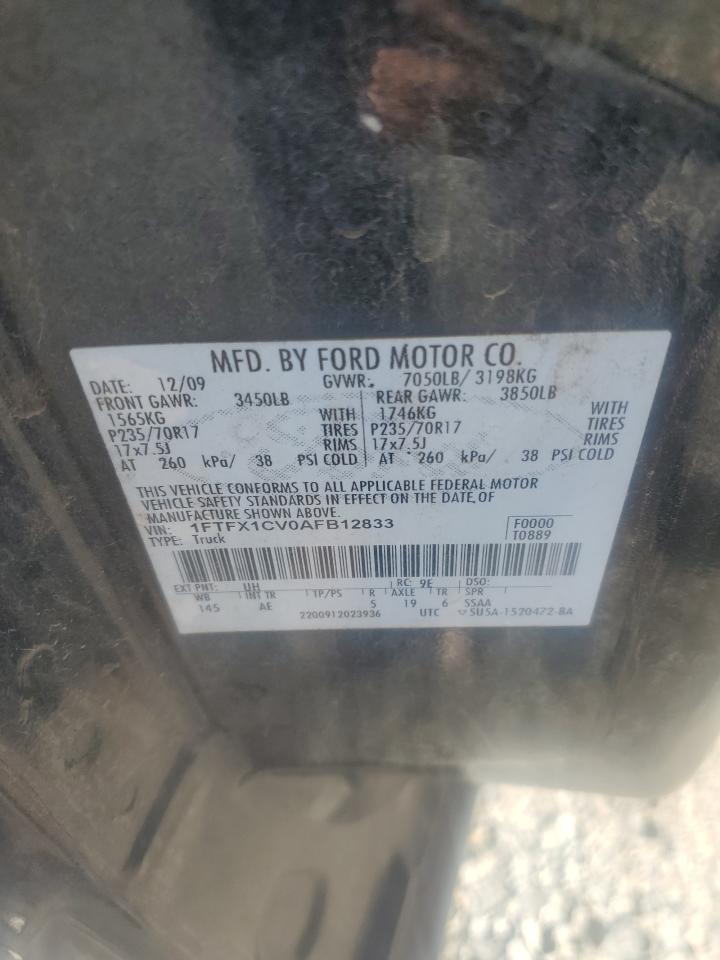 MFD. BY FORD MOTOR CO.
DATE: 12/09 GVWR: 7050LB/ 3198KG
FRONT GAWR: 3450LB REAR GAWR: 3850LB
1565KG WITH 1746KG WITH
P235/70R17 TIRES P235/70R17 TIRES
17x7.5J RIMS 17x7.5J RIMS
AT 260 kPa/ 38 PSI COLD AT 260 kPa/ 38 PSI COLD
THIS VEHICLE CONFORMS TO ALL APPLICABLE FEDERAL MOTOR
VEHICLE SAFETY STANDARDS IN EFFECT ON THE DATE OF
MANUFACTURE SHOWN ABOVE.
VIN: 1FTFX1CV0AFB12833 F0000
TYPE: Truck T0889
EXT PNT: UH RC: 9E DSO:
WB INT TR TP/PS R AXLE TR SPR
145 AE 5 19 6 SSAA
2200912023936 UTC 5U5A-1520472-BA